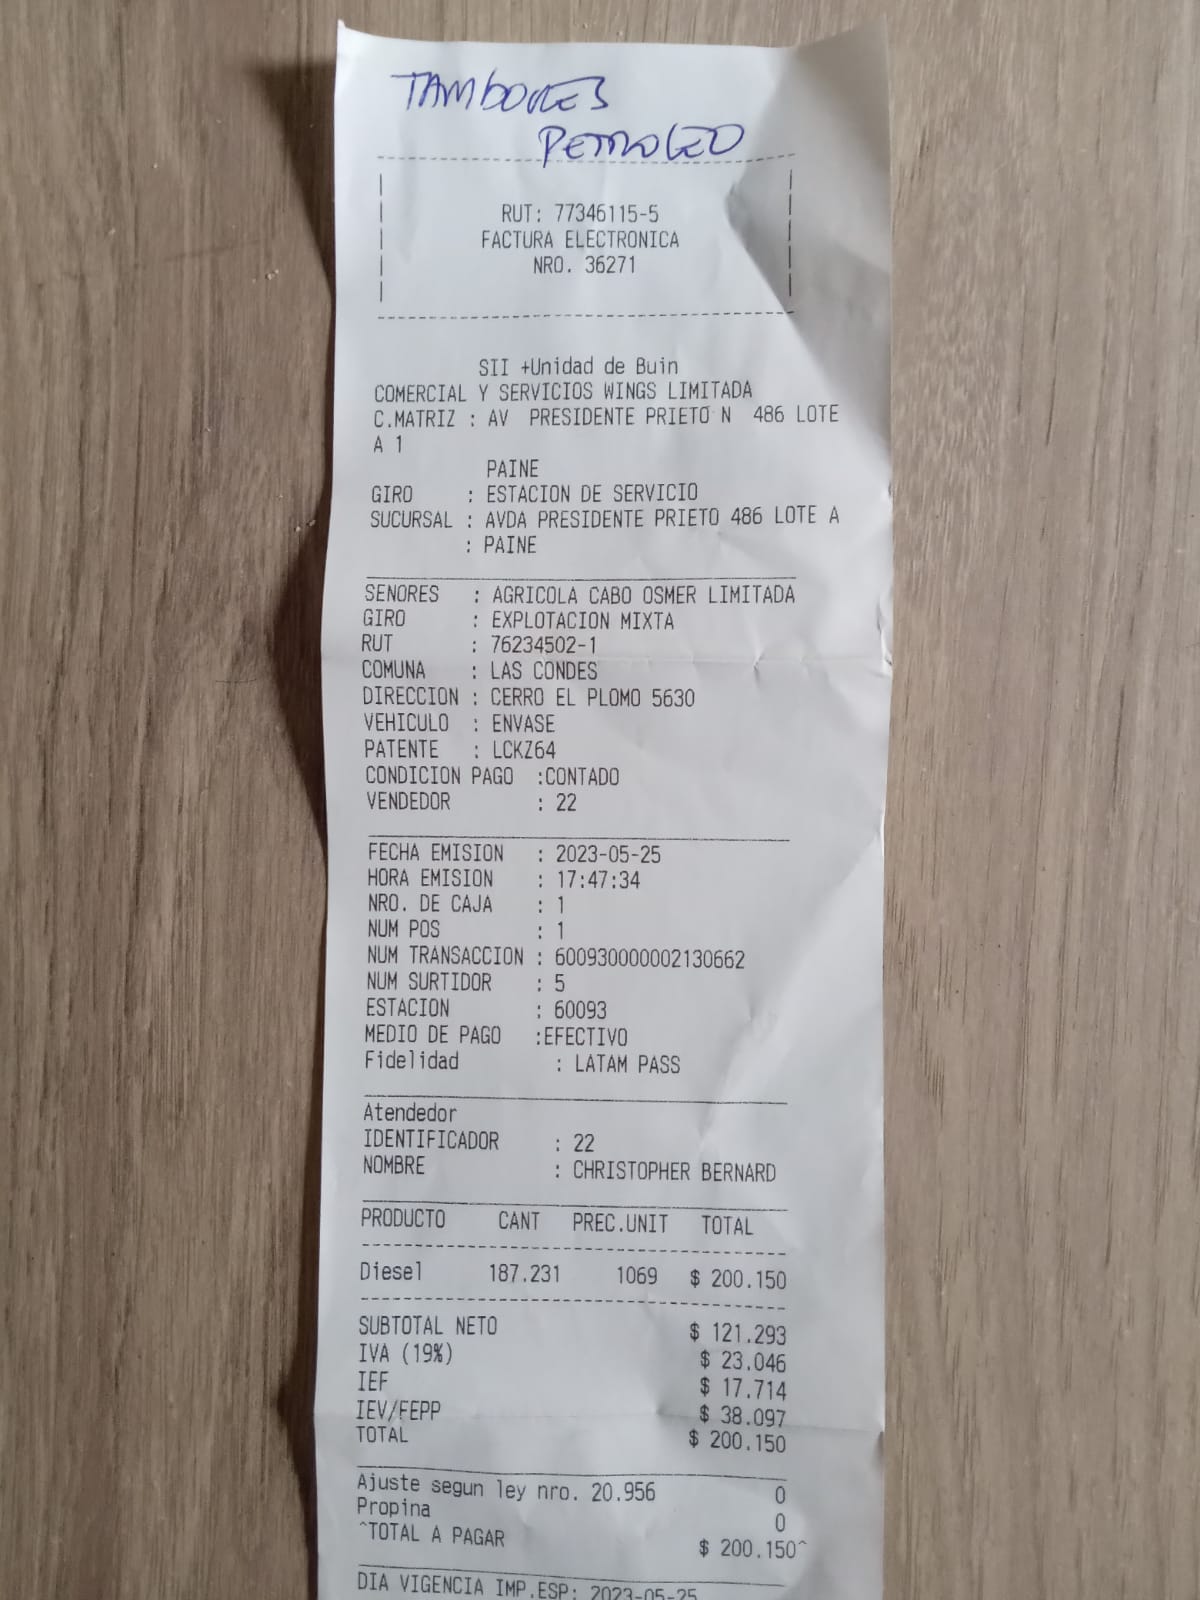 TAMBORES
PETROLEO
RUT: 77346115-5
FACTURA ELECTRONICA
NRO. 36271
SII +Unidad de Buin
COMERCIAL Y SERVICIOS WINGS LIMITADA
C.MATRIZ : AV PRESIDENTE PRIETO N 486 LOTE
A 1
PAINE
GIRO : ESTACION DE SERVICIO
SUCURSAL : AVDA PRESIDENTE PRIETO 486 LOTE A
: PAINE
SENORES : AGRICOLA CABO OSMER LIMITADA
GIRO : EXPLOTACION MIXTA
RUT : 76234502-1
COMUNA : LAS CONDES
DIRECCION : CERRO EL PLOMO 5630
VEHICULO : ENVASE
PATENTE : LCKZ64
CONDICION PAGO :CONTADO
VENDEDOR : 22
FECHA EMISION : 2023-05-25
HORA EMISION : 17:47:34
NRO. DE CAJA : 1
NUM POS : 1
NUM TRANSACCION : 600930000002130662
NUM SURTIDOR : 5
ESTACION : 60093
MEDIO DE PAGO :EFECTIVO
Fidelidad : LATAM PASS
Atendedor
IDENTIFICADOR : 22
NOMBRE : CHRISTOPHER BERNARD
PRODUCTO CANT PREC.UNIT TOTAL
Diesel 187.231 1069 $ 200.150
SUBTOTAL NETO $ 121.293
IVA (19%) $ 23.046
IEF $ 17.714
IEV/FEPP $ 38.097
TOTAL $ 200.150
Ajuste segun ley nro. 20.956 0
Propina 0
^TOTAL A PAGAR $ 200.150^
DIA VIGENCIA IMP.ESP: 2023-05-25